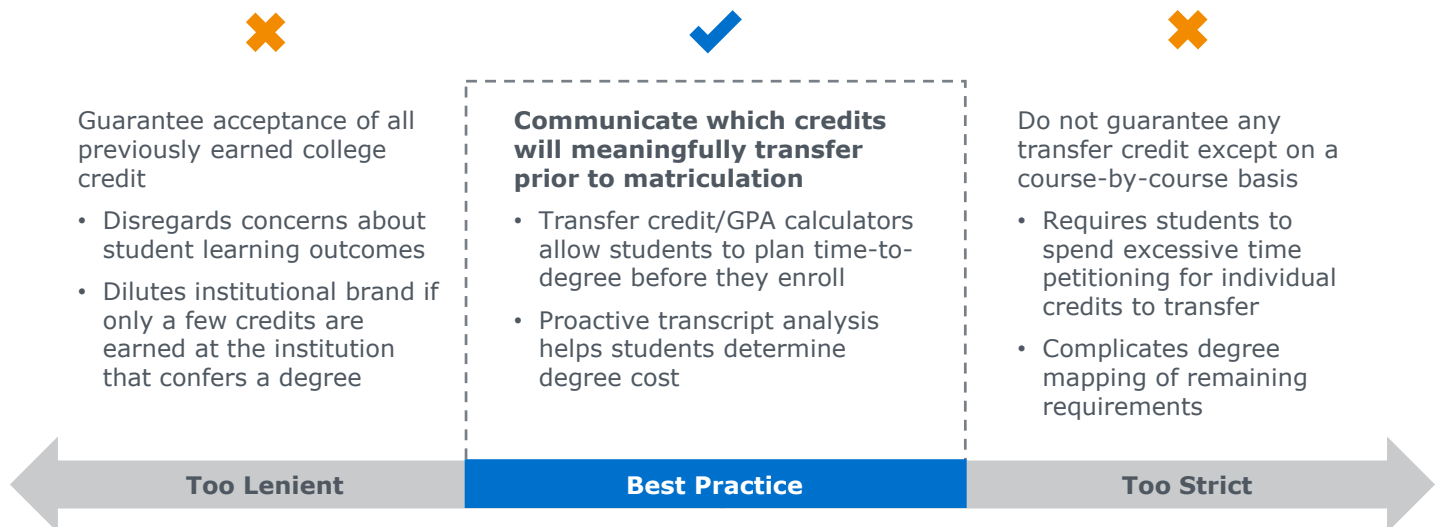 Guarantee acceptance of all
previously earned college
credit
• Disregards concerns about
student learning outcomes
• Dilutes institutional brand if
only a few credits are
earned at the institution
that confers a degree
Communicate which credits
will meaningfully transfer
prior to matriculation
• Transfer credit/GPA calculators
allow students to plan time-to-
degree before they enroll
• Proactive transcript analysis
helps students determine
degree cost
Do not guarantee any
transfer credit except on a
course-by-course basis
• Requires students to
spend excessive time
petitioning for individual
credits to transfer
• Complicates degree
mapping of remaining
requirements
Too Lenient
Best Practice
Too Strict